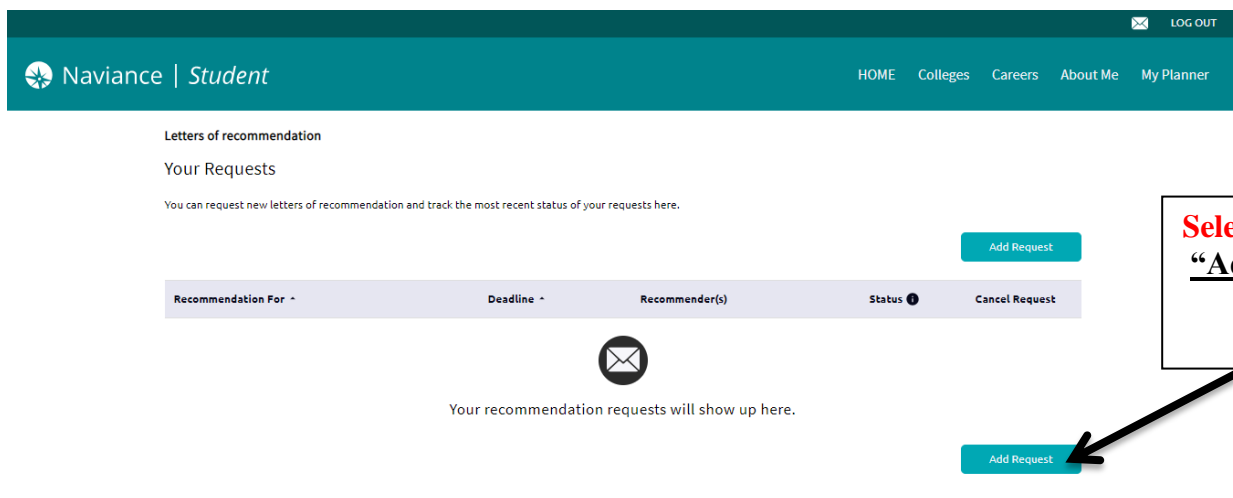 LOG OUT
Naviance | Student
HOME Colleges Careers About Me My Planner
Letters of recommendation
Your Requests
You can request new letters of recommendation and track the most recent status of your requests here.
Add Request
Recommendation For Deadline Recommender(s) Status Cancel Request
Your recommendation requests will show up here.
Add Request